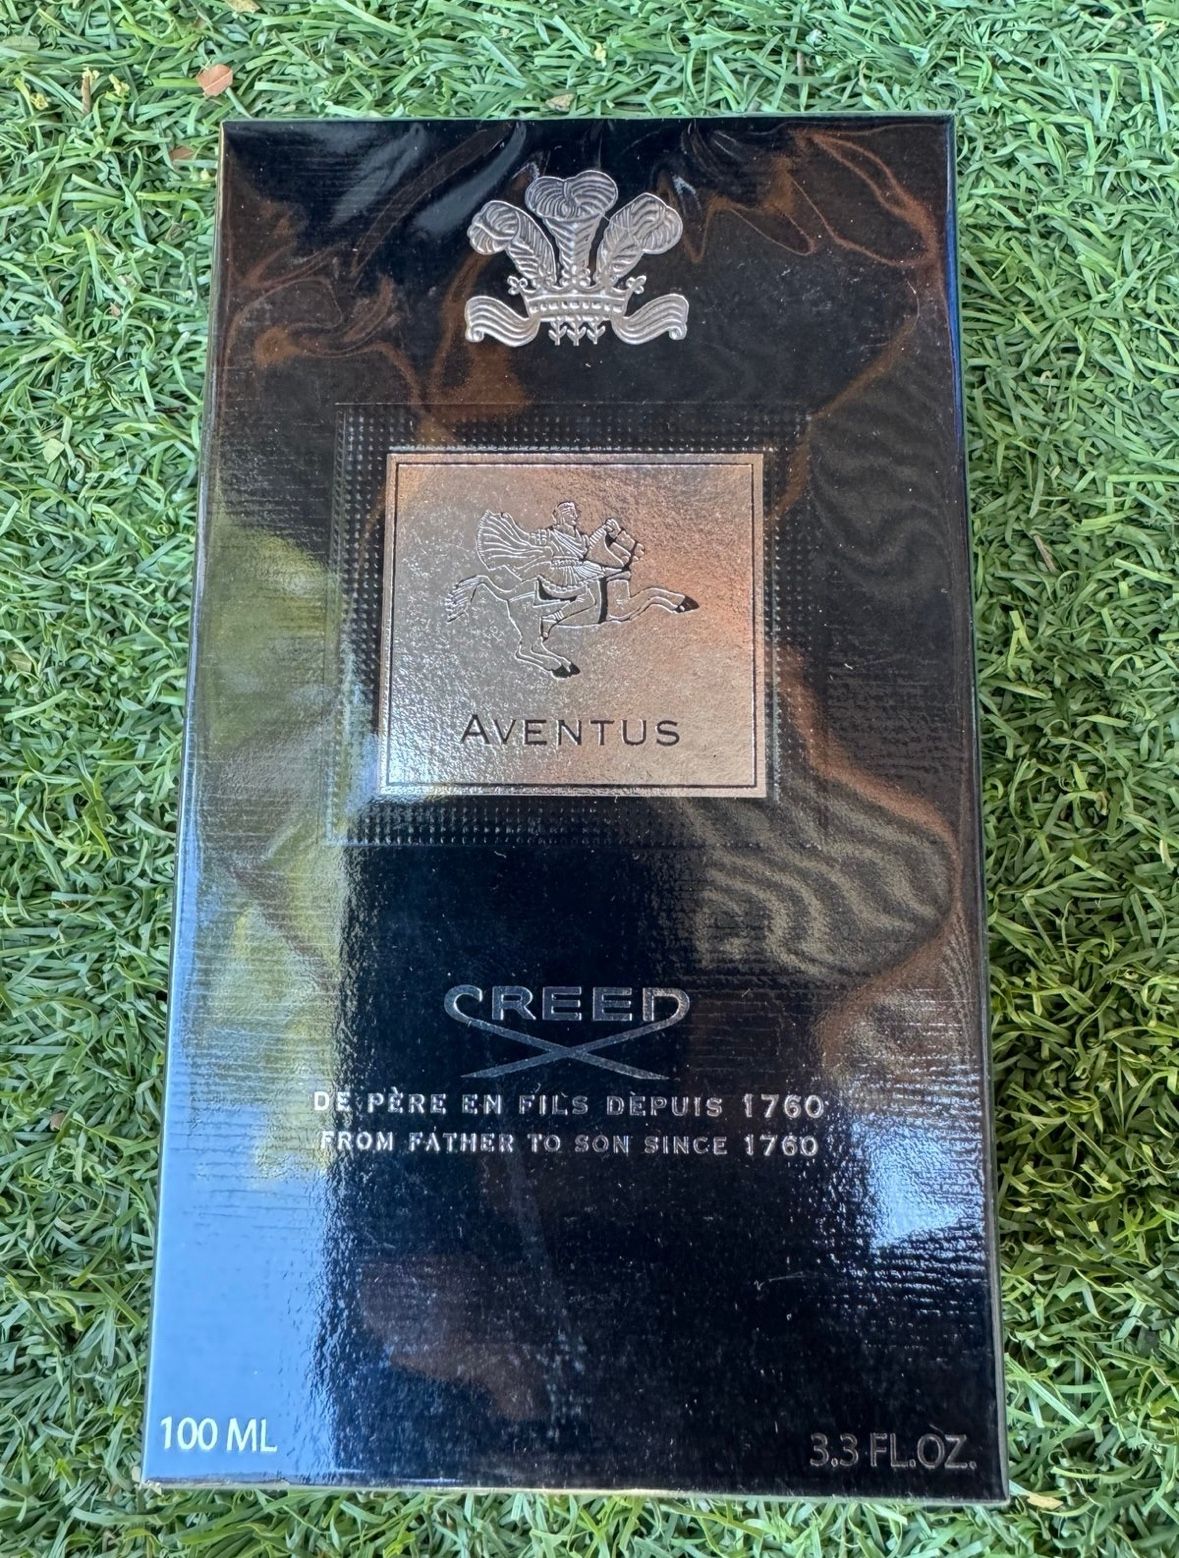 AVENTUS
CREED
DE PÈRE EN FILS DEPUIS 1760
FROM FATHER TO SON SINCE 1760
100 ML
3.3 FL.OZ.